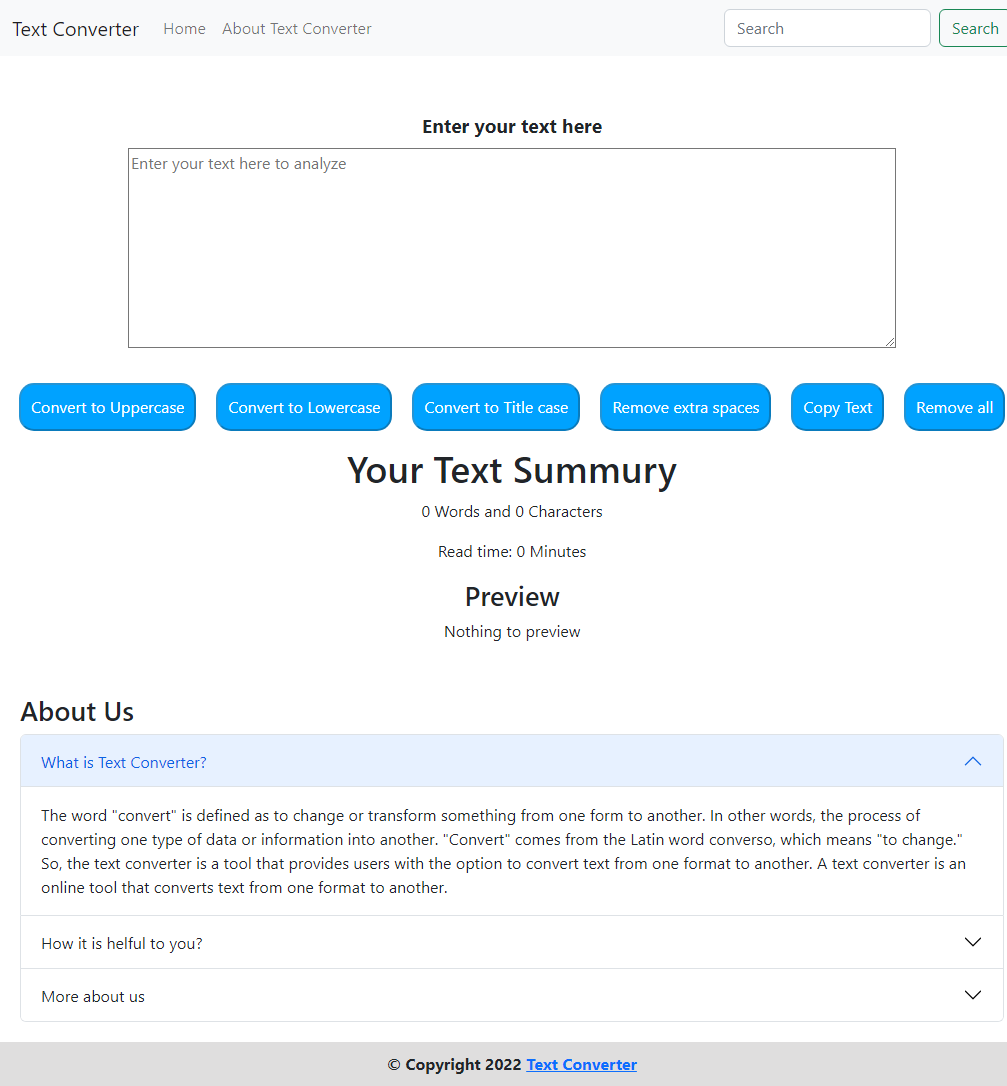 Text Converter Home About Text Converter Search Search
Enter your text here
Enter your text here to analyze
Convert to Uppercase Convert to Lowercase Convert to Title case Remove extra spaces Copy Text Remove all
Your Text Summury
0 Words and 0 Characters
Read time: 0 Minutes
Preview
Nothing to preview
About Us
What is Text Converter?
The word "convert" is defined as to change or transform something from one form to another. In other words, the process of
converting one type of data or information into another. "Convert" comes from the Latin word converso, which means "to change."
So, the text converter is a tool that provides users with the option to convert text from one format to another. A text converter is an
online tool that converts text from one format to another.
How it is helful to you?
More about us
© Copyright 2022 Text Converter